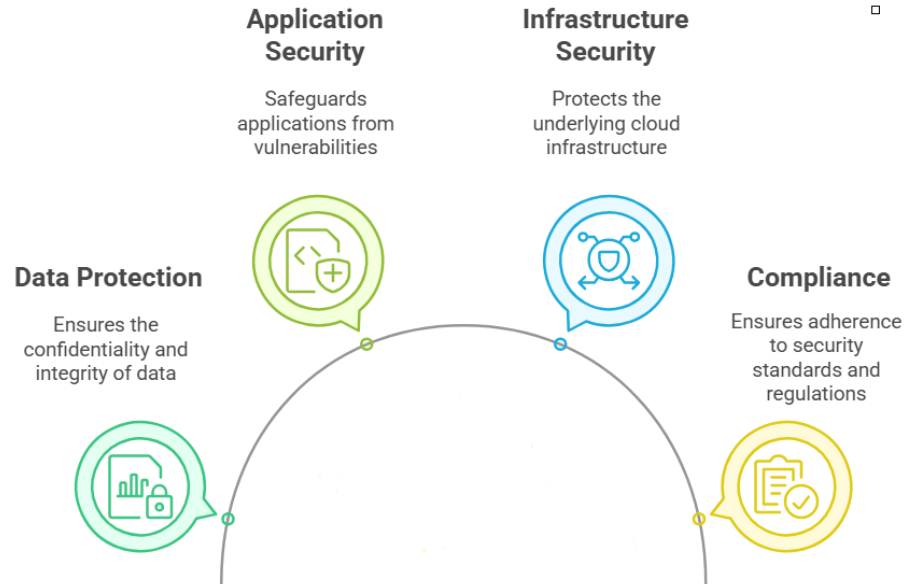 Application
Security
Safeguards
applications from
vulnerabilities
Infrastructure
Security
Protects the
underlying cloud
infrastructure
Data Protection
Ensures the
confidentiality and
integrity of data
Compliance
Ensures adherence
to security
standards and
regulations